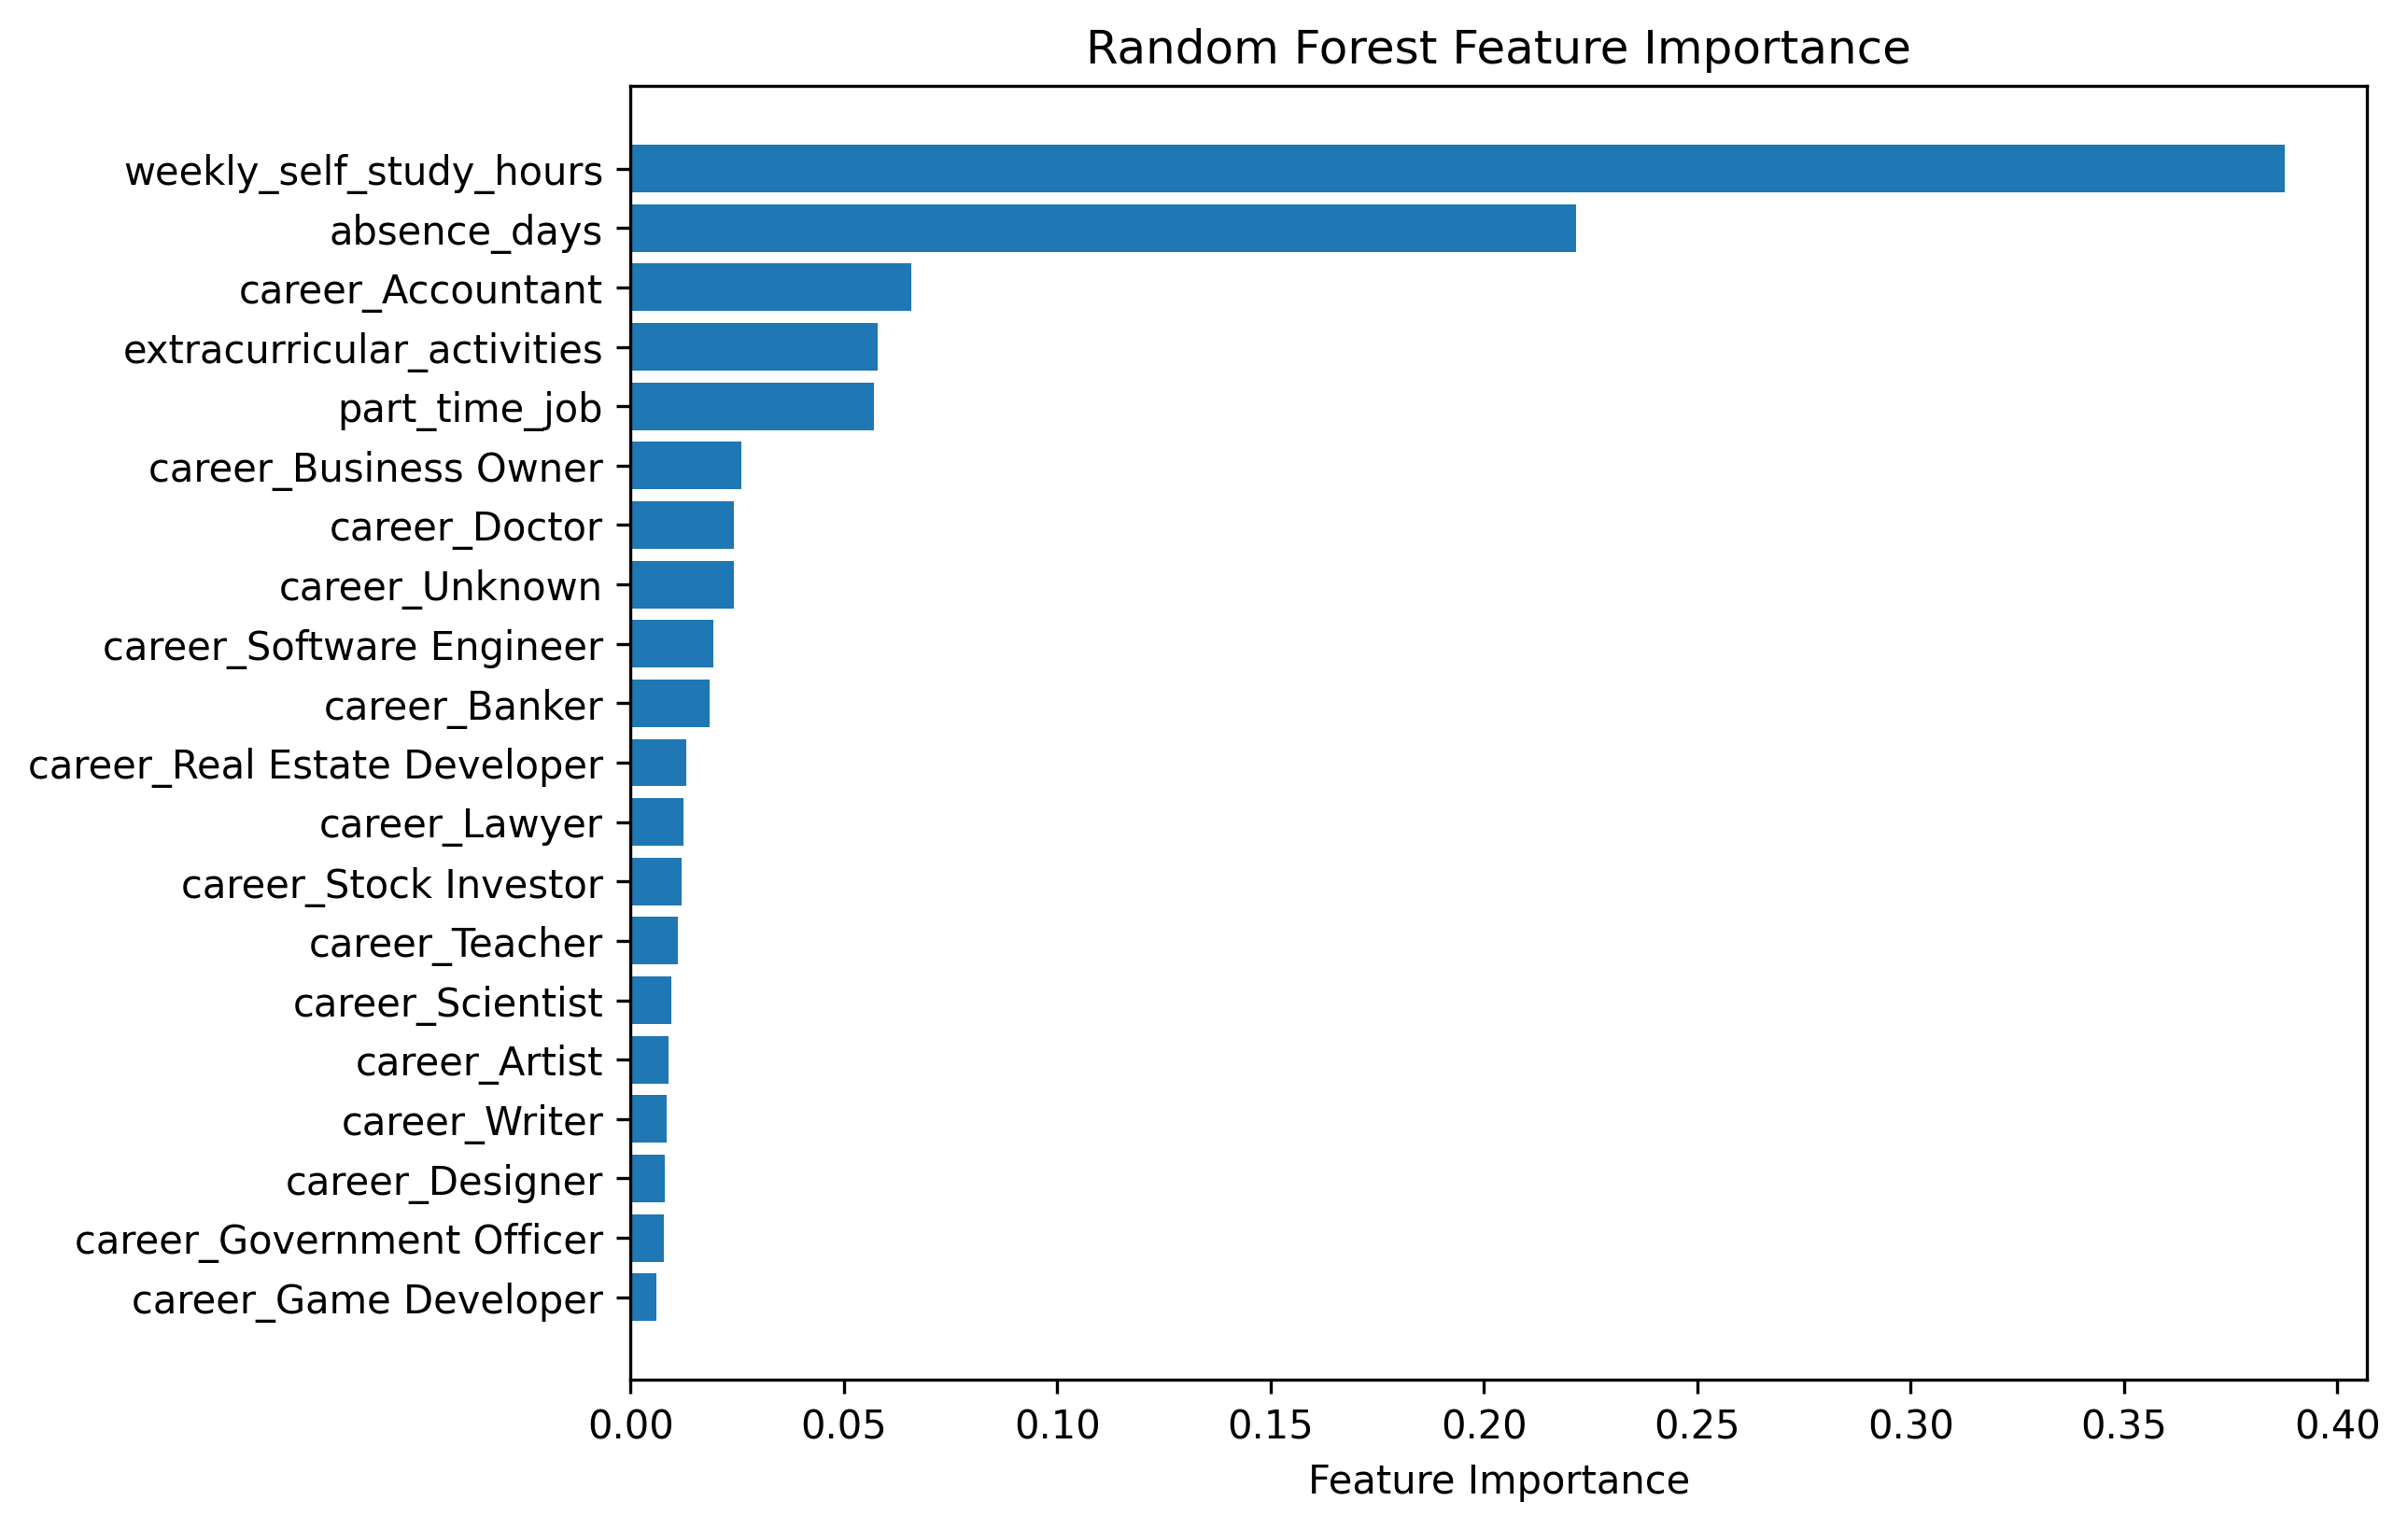 Random Forest Feature Importance
weekly_self_study_hours
absence_days
career_Accountant
extracurricular_activities
part_time_job
career_Business Owner
career_Doctor
career_Unknown
career_Software Engineer
career_Banker
career_Real Estate Developer
career_Lawyer
career_Stock Investor
career_Teacher
career_Scientist
career_Artist
career_Writer
career_Designer
career_Government Officer
career_Game Developer
0.00 0.05 0.10 0.15 0.20 0.25 0.30 0.35 0.40
Feature Importance